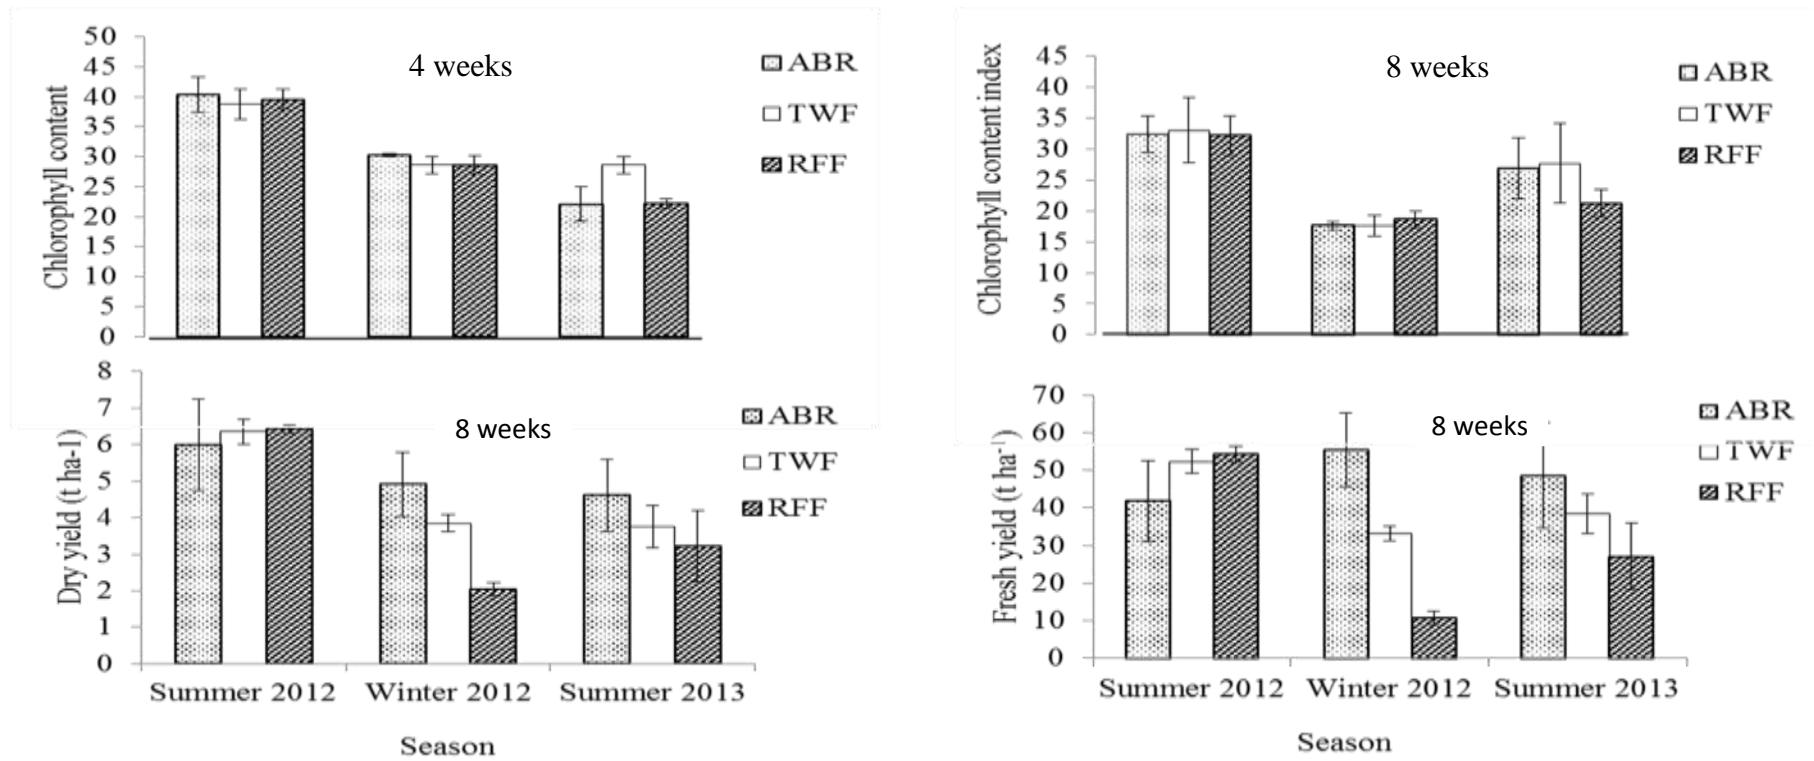 50
45
40
35
30
25
20
15
10
5
0
Chlorophyll content
4 weeks
ABR
TWF
RFF
45
40
35
30
25
20
15
10
5
0
Chlorophyll content index
8 weeks
ABR
TWF
RFF
8
7
6
5
4
3
2
1
0
Dry yield (t ha-1)
8 weeks
ABR
TWF
RFF
Summer 2012 Winter 2012 Summer 2013
Season
70
60
50
40
30
20
10
0
Fresh yield (t ha⁻¹)
8 weeks
ABR
TWF
RFF
Summer 2012 Winter 2012 Summer 2013
Season